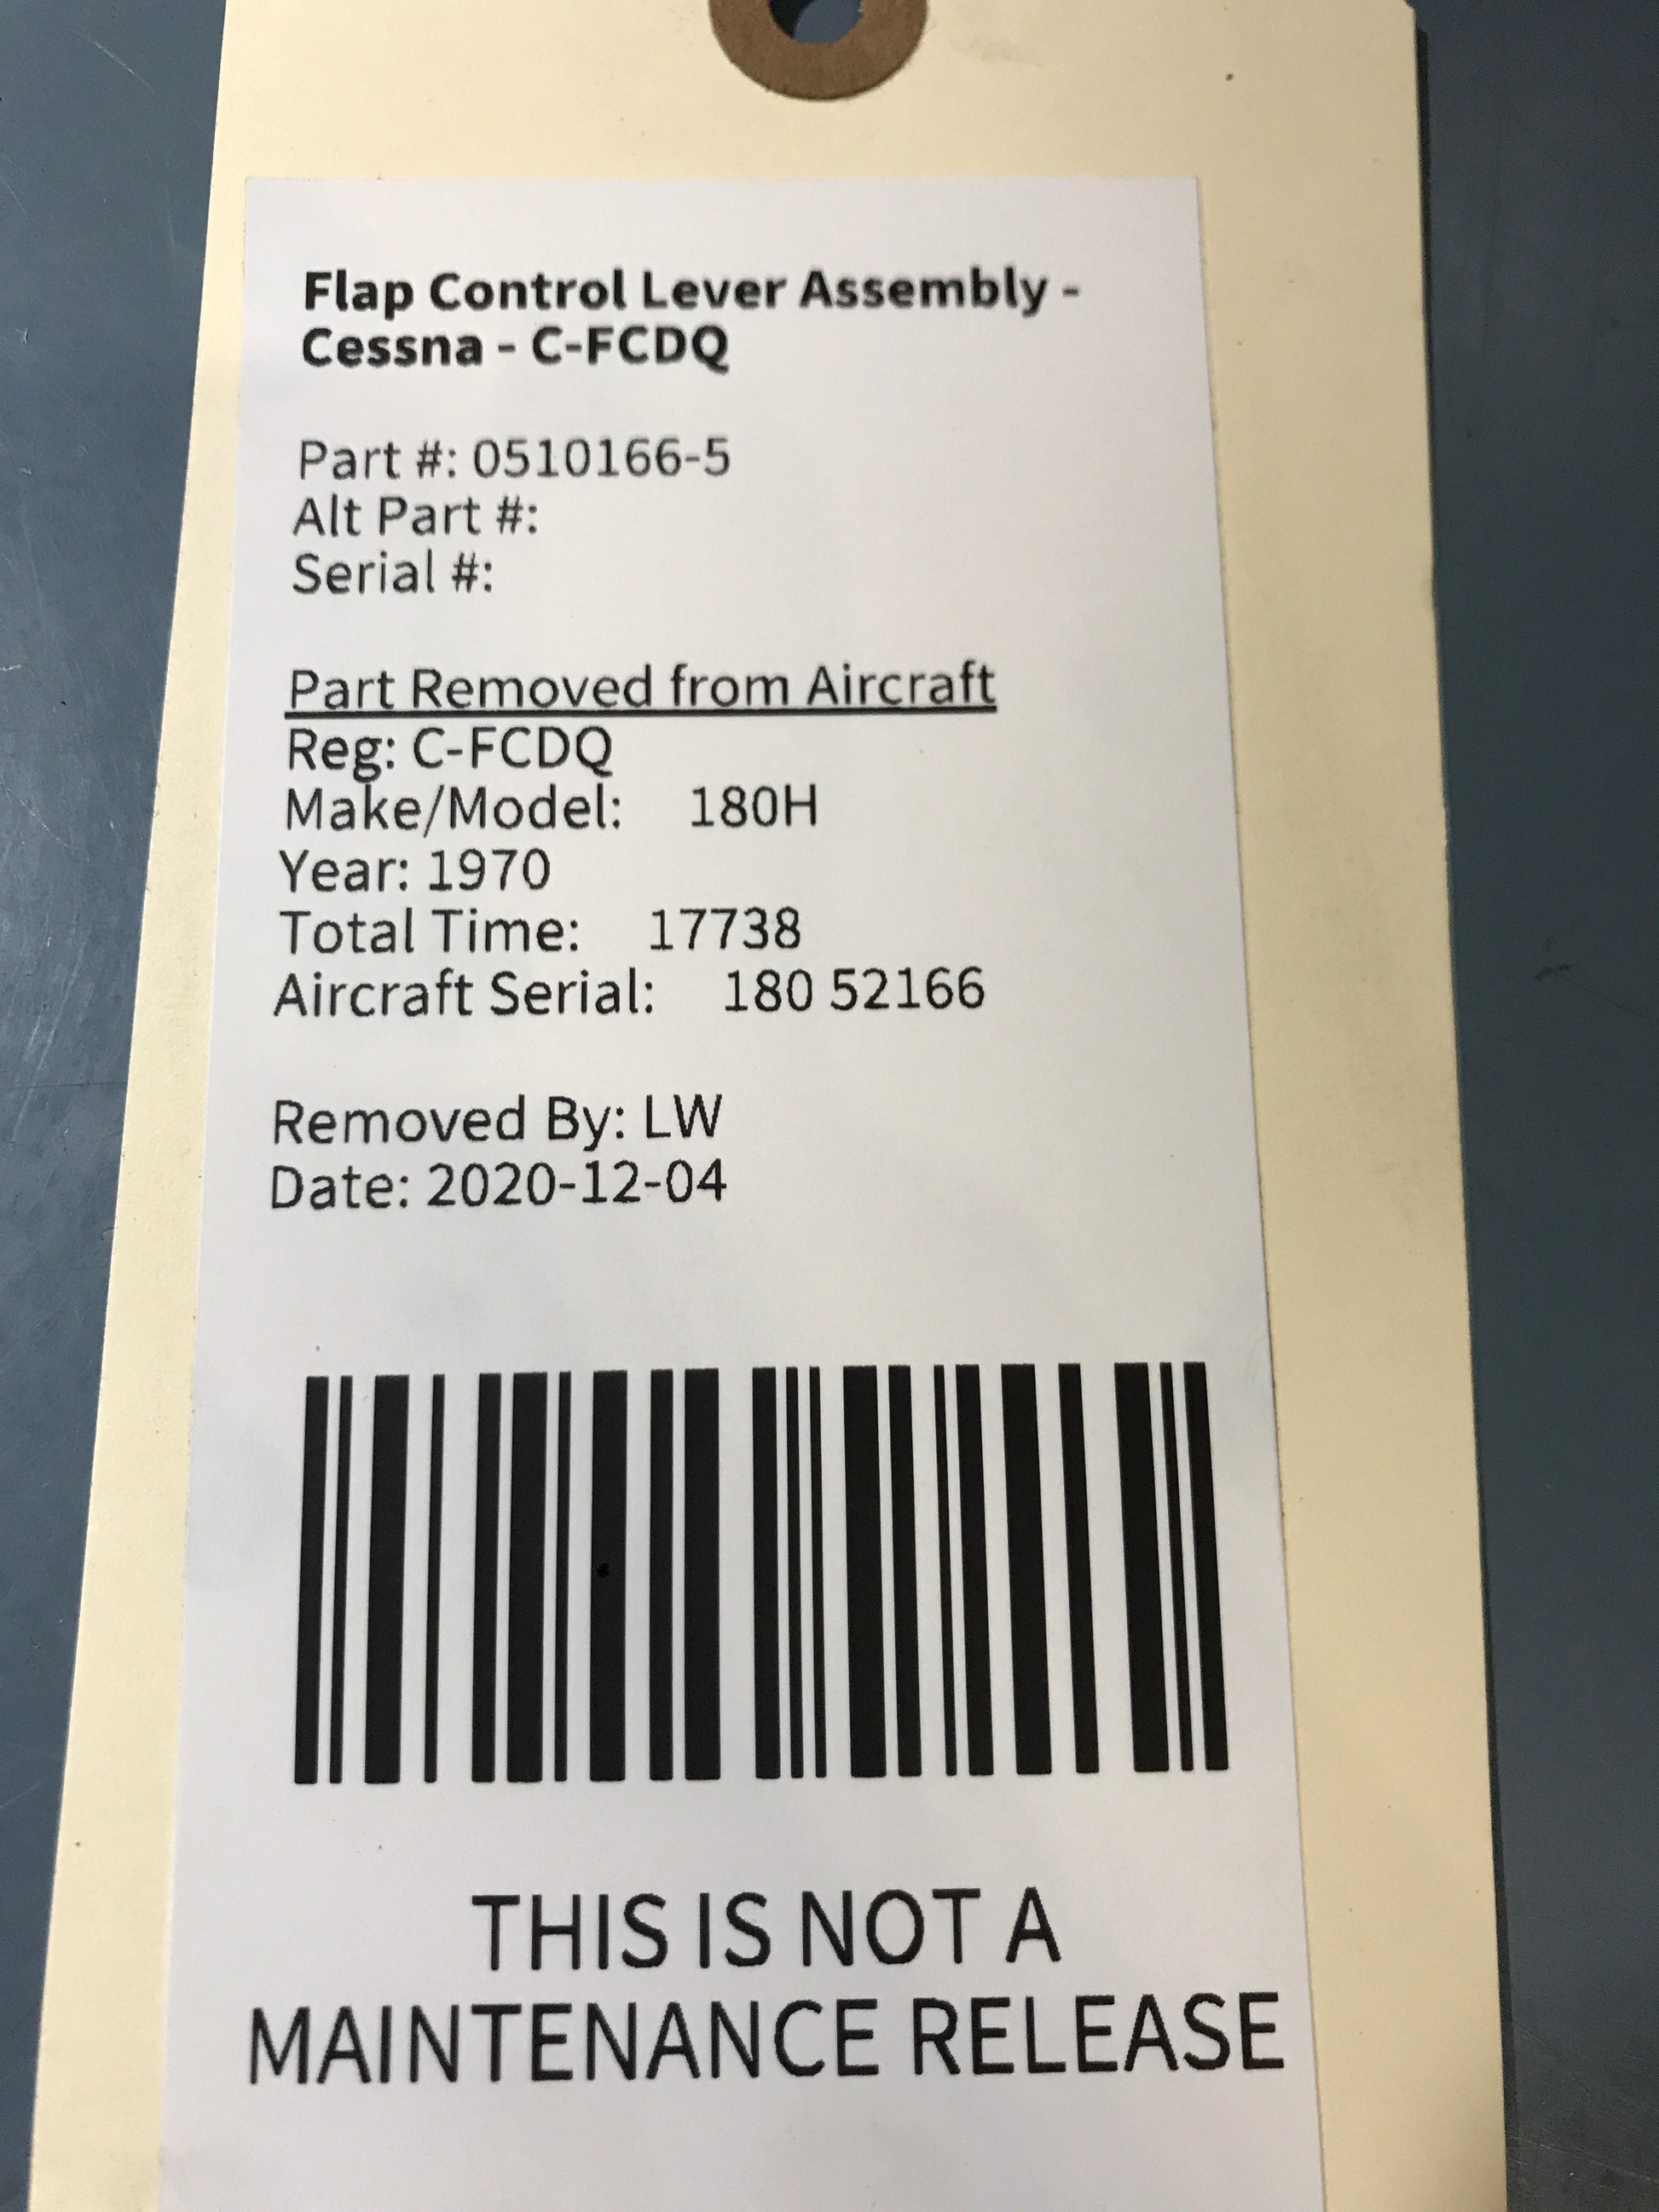 Flap Control Lever Assembly -
Cessna - C-FCDQ
Part #: 0510166-5
Alt Part #:
Serial #:
Part Removed from Aircraft
Reg: C-FCDQ
Make/Model: 180H
Year: 1970
Total Time: 17738
Aircraft Serial: 180 52166
Removed By: LW
Date: 2020-12-04
THIS IS NOT A
MAINTENANCE RELEASE